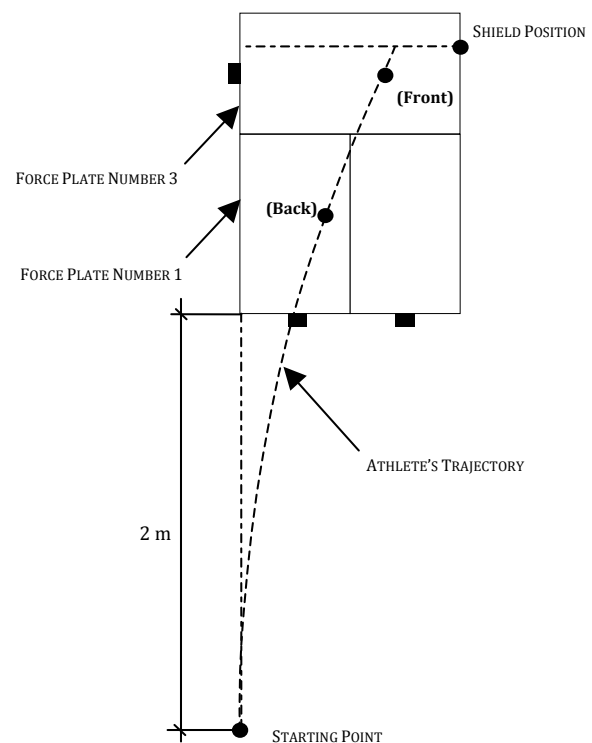 SHIELD POSITION
(Front)
FORCE PLATE NUMBER 3
(Back)
FORCE PLATE NUMBER 1
ATHLETE'S TRAJECTORY
2 m
STARTING POINT